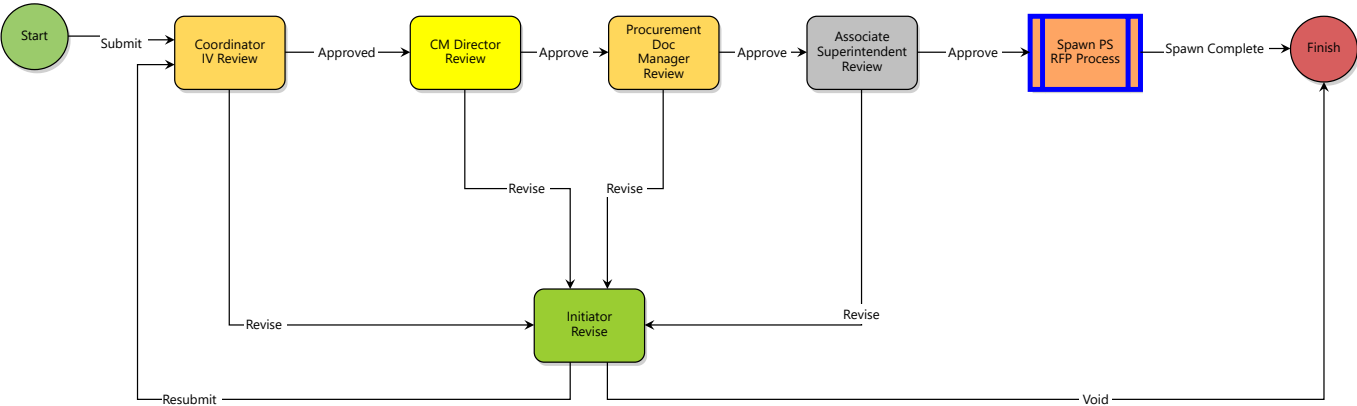 Start
Submit
Coordinator
IV Review
Approved
CM Director
Review
Approve
Procurement
Doc
Manager
Review
Approve
Associate
Superintendent
Review
Approve
Spawn PS
RFP Process
Spawn Complete
Finish
Revise
Revise
Revise
Initiator
Revise
Revise
Resubmit
Void